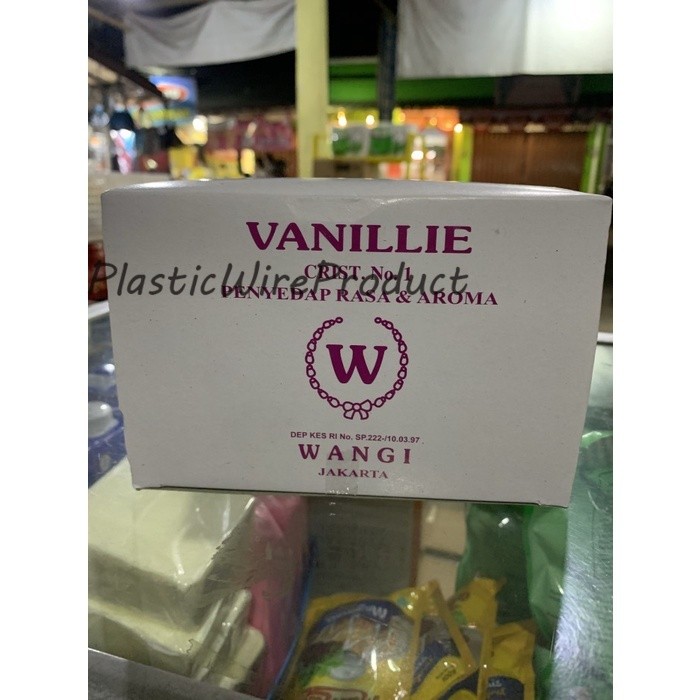 VANILLIE
CRIST. No. 1
PlasticWireProduct
PENYEDAP RASA & AROMA
W
DEP KES RI No. SP.222-/10.03.97 .
WANGI
JAKARTA